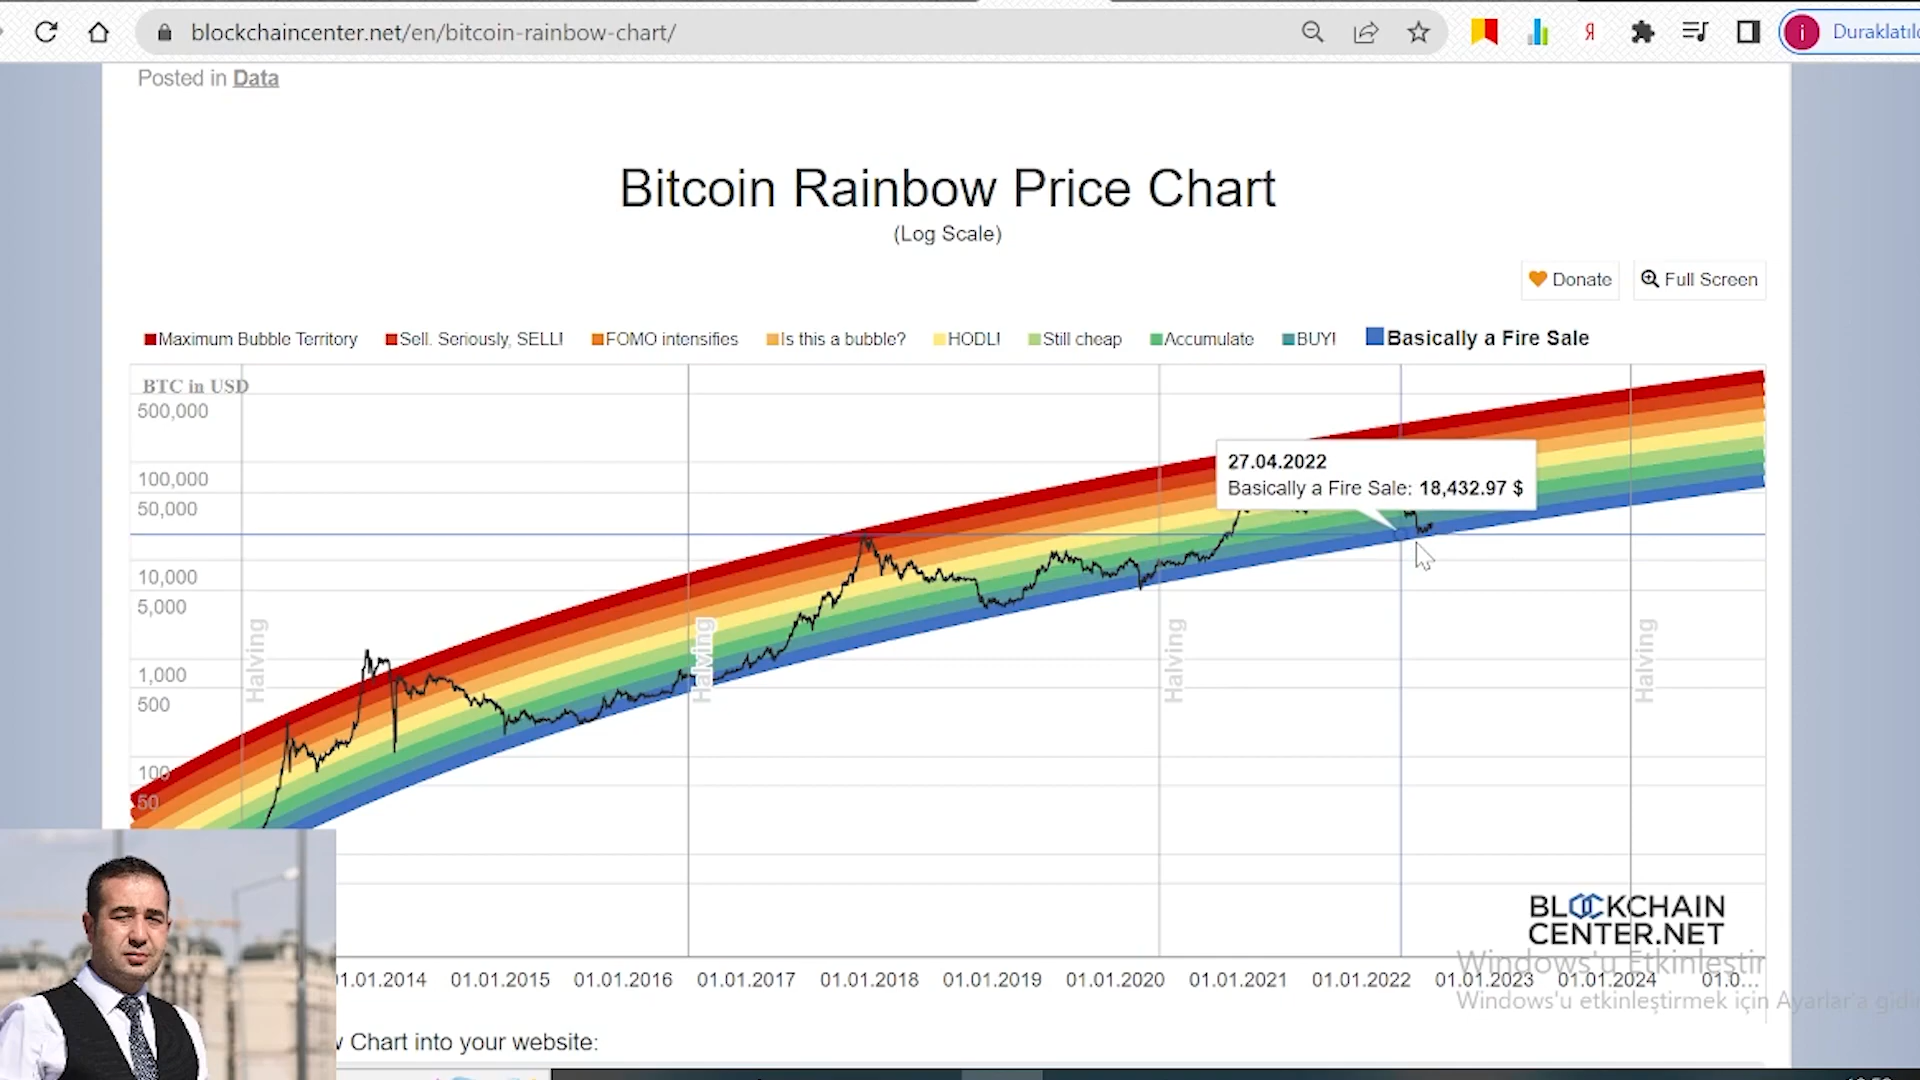 blockchaincenter.net/en/bitcoin-rainbow-chart/
Я
i
Duraklatıld
Posted in Data
Bitcoin Rainbow Price Chart
(Log Scale)
Donate
Full Screen
Maximum Bubble Territory Sell. Seriously, SELL! FOMO intensifies Is this a bubble? HODL! Still cheap Accumulate BUY! Basically a Fire Sale
BTC in USD
500,000
100,000
50,000
10,000
5,000
1,000
500
100
50
27.04.2022
Basically a Fire Sale: 18,432.97 $
Halving
Halving
Halving
Halving
BLOCKCHAIN
CENTER.NET
01.01.2014 01.01.2015 01.01.2016 01.01.2017 01.01.2018 01.01.2019 01.01.2020 01.01.2021 01.01.2022 01.01.2023 01.01.2024 01.0...
Windows'u Etkinleştir
Windows'u etkinleştirmek için Ayarlar'a gidi
Chart into your website: